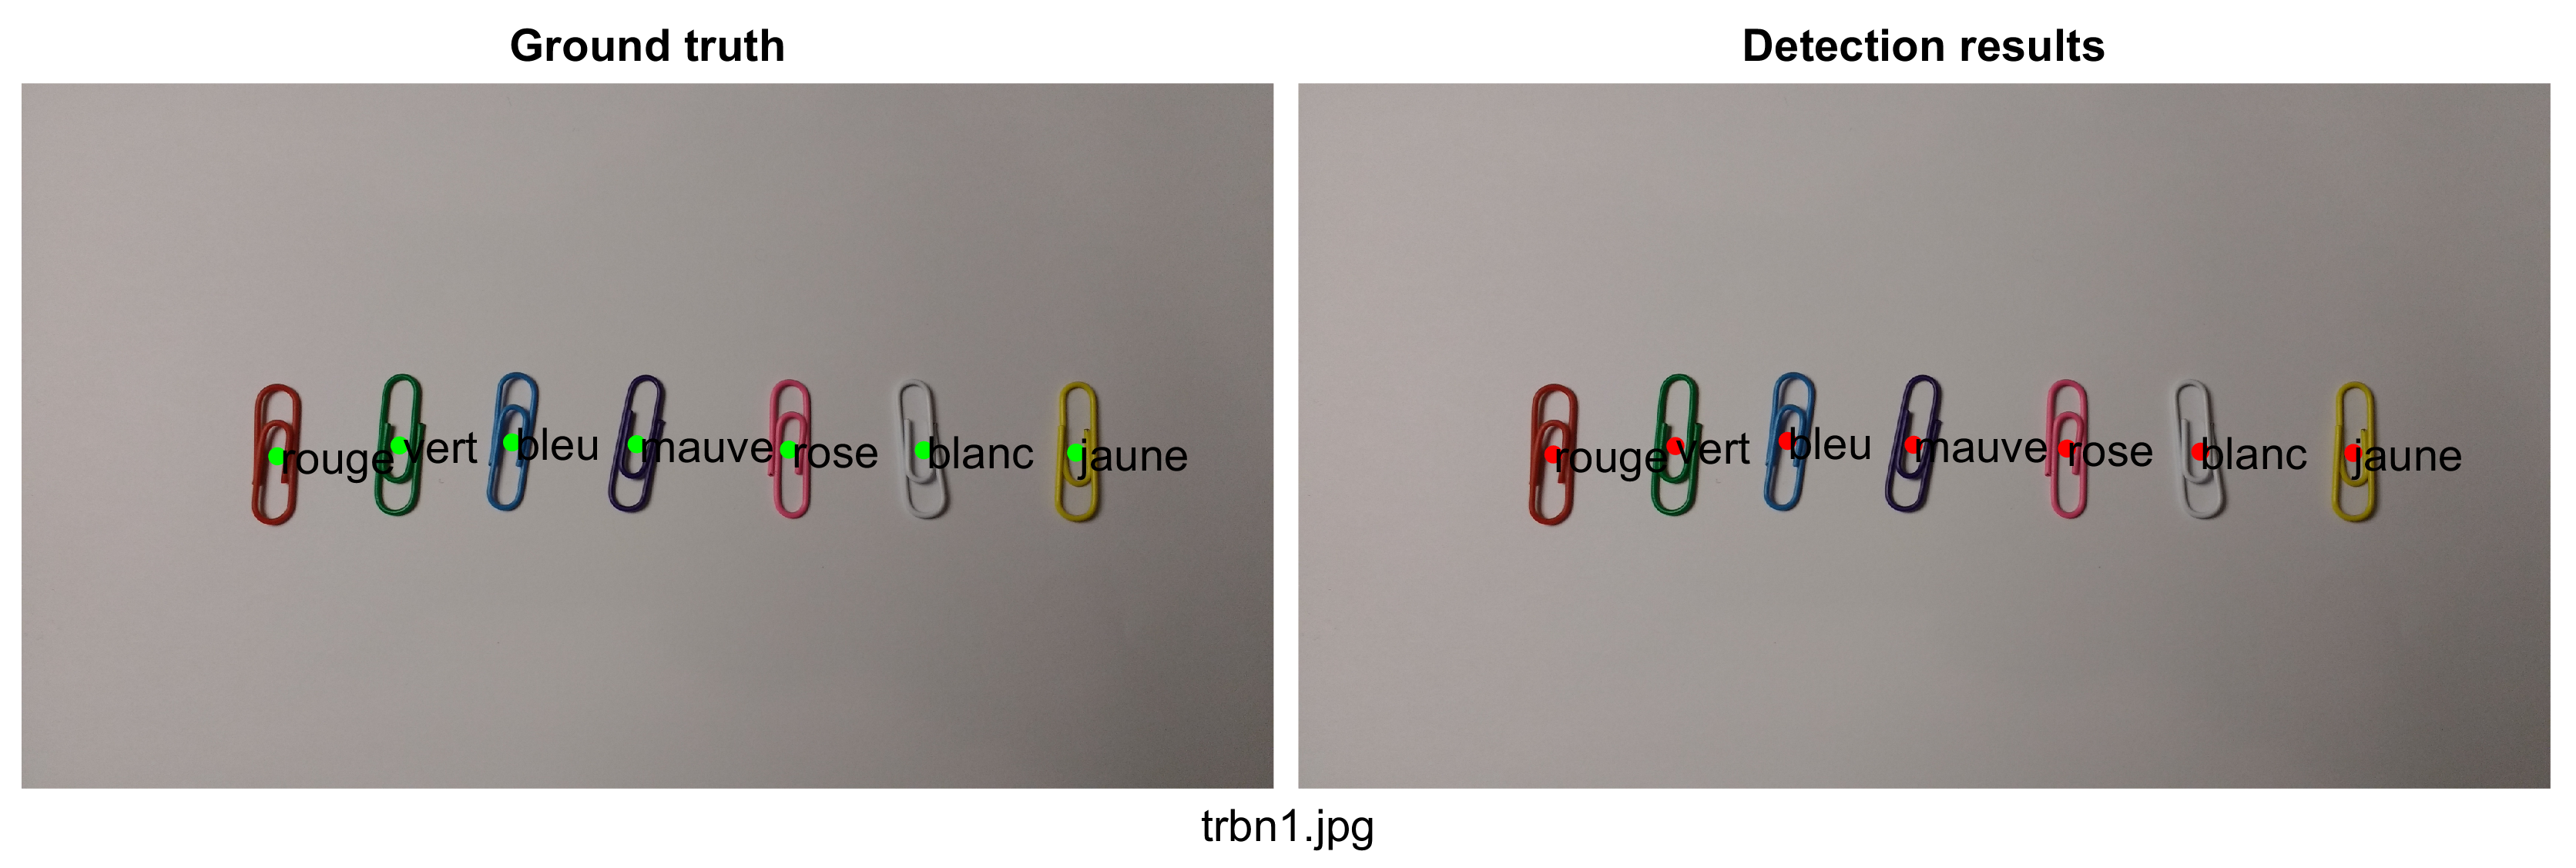 Ground truth
Detection results
rouge vert bleu mauve rose blanc jaune
rouge vert bleu mauve rose blanc jaune
trbn1.jpg